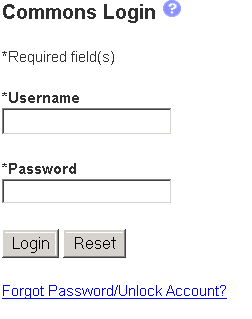 Commons Login ?
*Required field(s)
*Username
*Password
Login Reset
Forgot Password/Unlock Account?